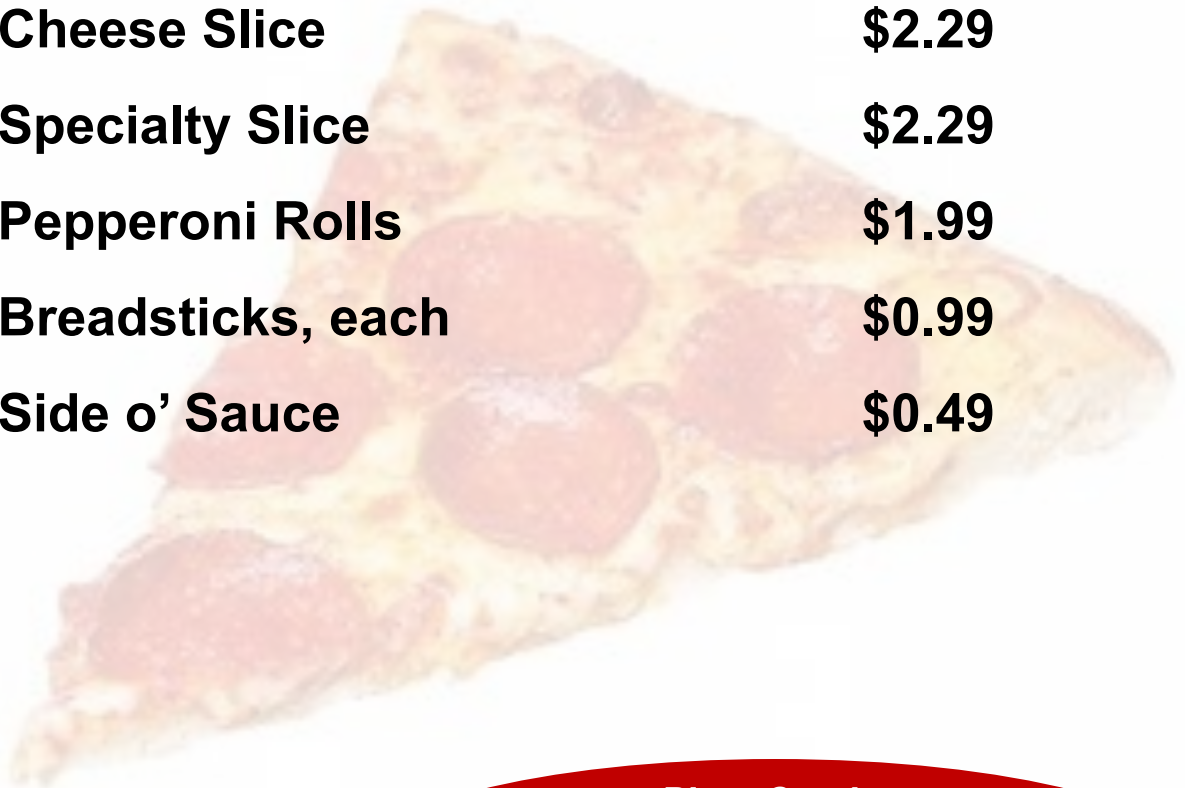 Cheese Slice $2.29
Specialty Slice $2.29
Pepperoni Rolls $1.99
Breadsticks, each $0.99
Side o’ Sauce $0.49